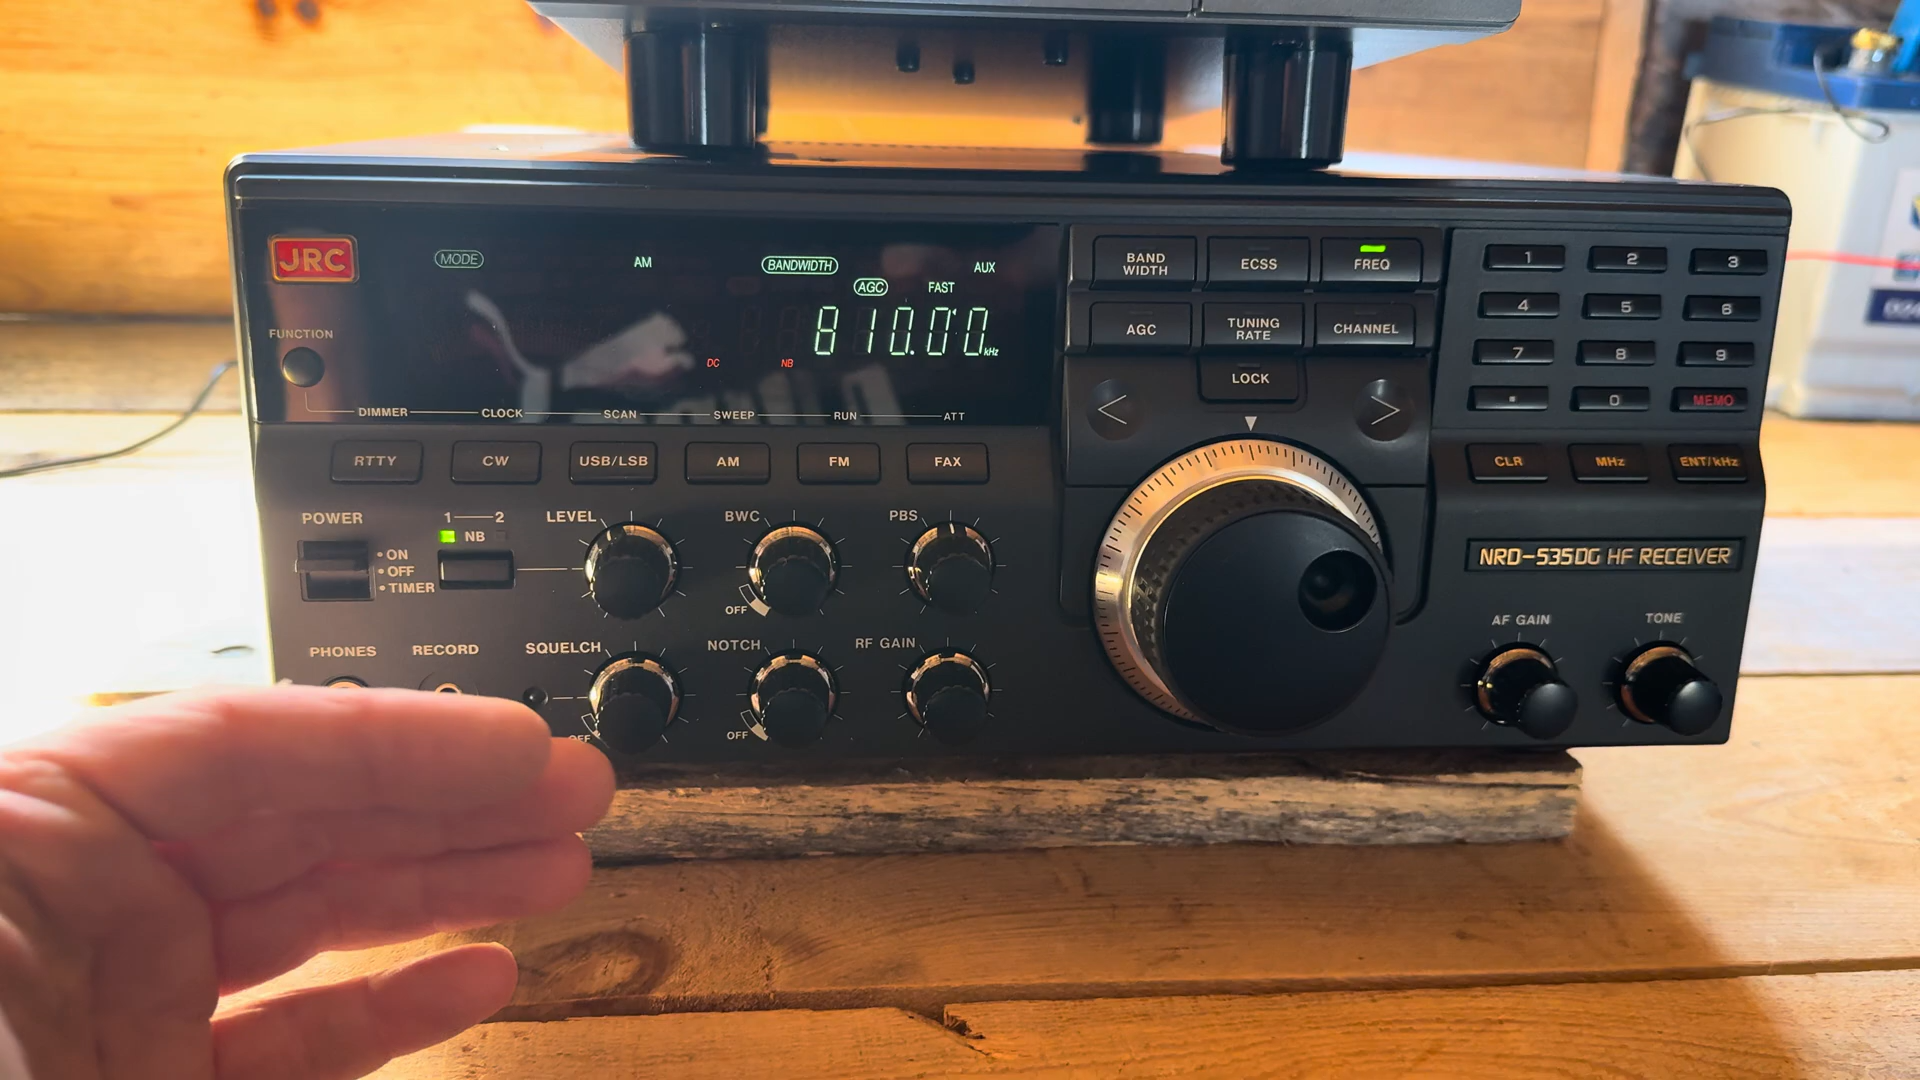 JRC
MODE
AM
BANDWIDTH
AUX
AGC
FAST
810.00 kHz
DC
NB
FUNCTION
DIMMER
CLOCK
SCAN
SWEEP
RUN
ATT
BAND
WIDTH
ECSS
FREQ
AGC
TUNING
RATE
CHANNEL
LOCK
<
>
1 2 3
4 5 6
7 8 9
. 0 MEMO
CLR MHz ENT/kHz
RTTY
CW
USB/LSB
AM
FM
FAX
POWER
ON
OFF
TIMER
1 2
NB
LEVEL
BWC
OFF
PBS
NRD-535DG HF RECEIVER
PHONES
RECORD
SQUELCH
OFF
NOTCH
OFF
RF GAIN
AF GAIN
TONE